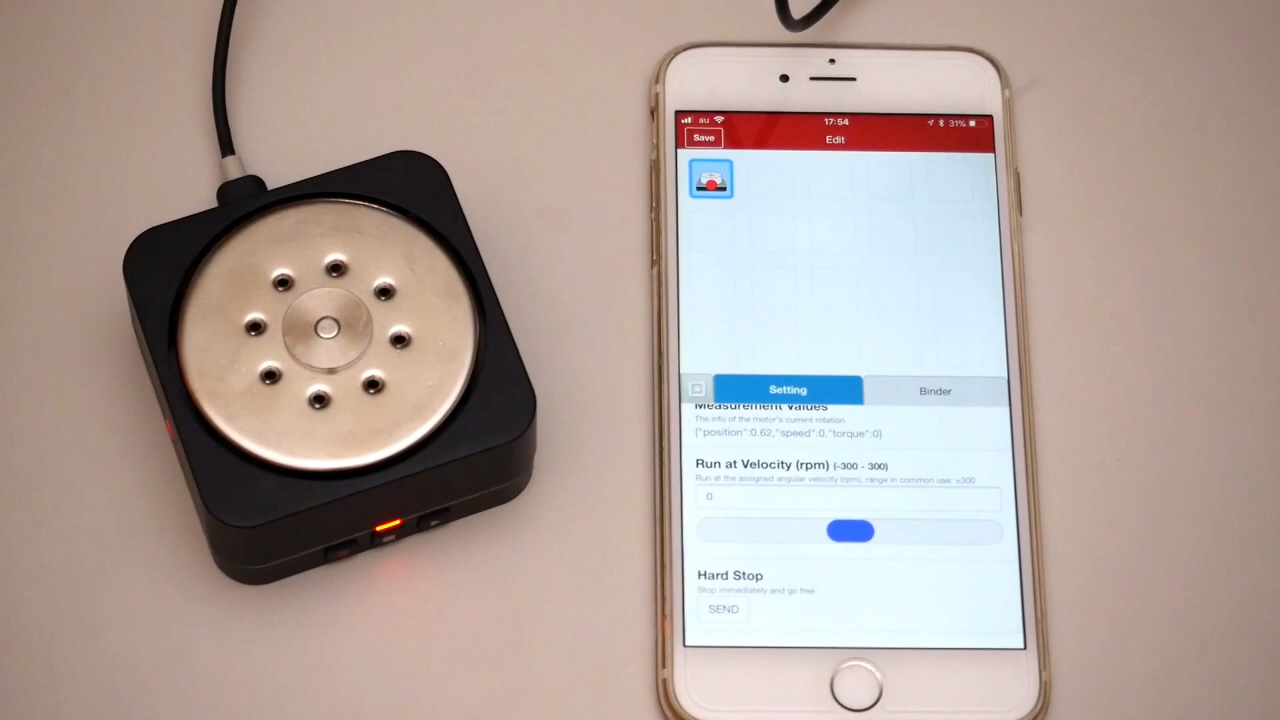 au 17:54 31%
Save Edit
Setting Binder
Measurement Values
The info of the motor's current rotation
{"position":0.62,"speed":0,"torque":0}
Run at Velocity (rpm) (-300 - 300)
Run at the assigned angular velocity (rpm), range in common use: ±300
0
Hard Stop
Stop immediately and go free
SEND